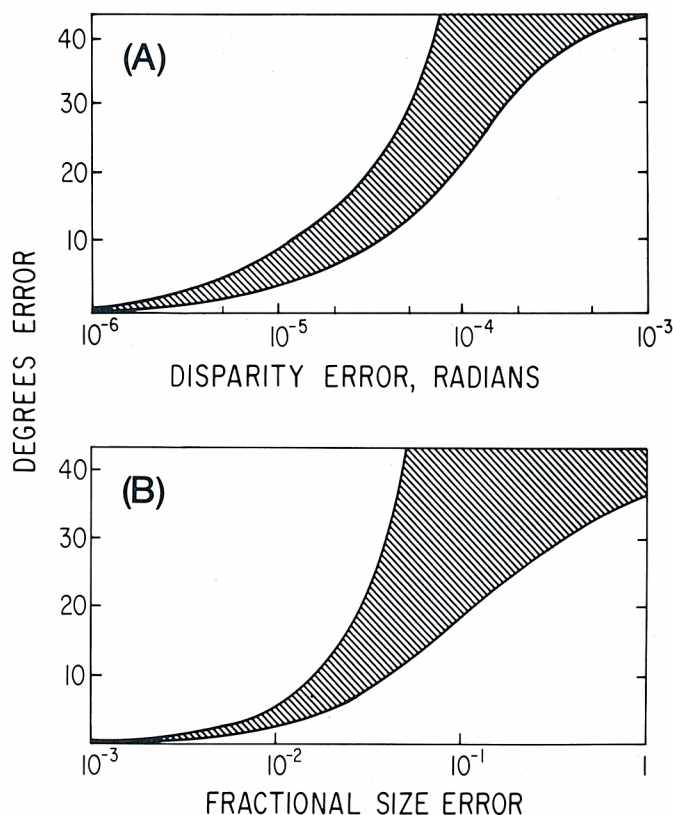 (A)
40
30
20
10
10⁻⁶ 10⁻⁵ 10⁻⁴ 10⁻³
DISPARITY ERROR, RADIANS
DEGREES ERROR
(B)
40
30
20
10
10⁻³ 10⁻² 10⁻¹ 1
FRACTIONAL SIZE ERROR